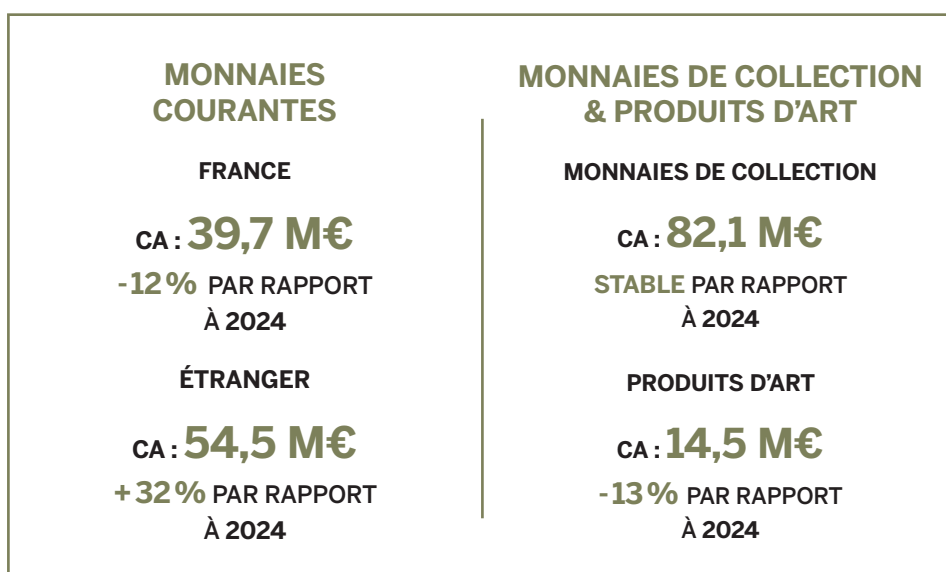 MONNAIES
COURANTES
FRANCE
CA : 39,7 M€
-12 % PAR RAPPORT
À 2024
ÉTRANGER
CA : 54,5 M€
+ 32 % PAR RAPPORT
À 2024
MONNAIES DE COLLECTION
& PRODUITS D'ART
MONNAIES DE COLLECTION
CA : 82,1 M€
STABLE PAR RAPPORT
À 2024
PRODUITS D'ART
CA : 14,5 M€
-13 % PAR RAPPORT
À 2024